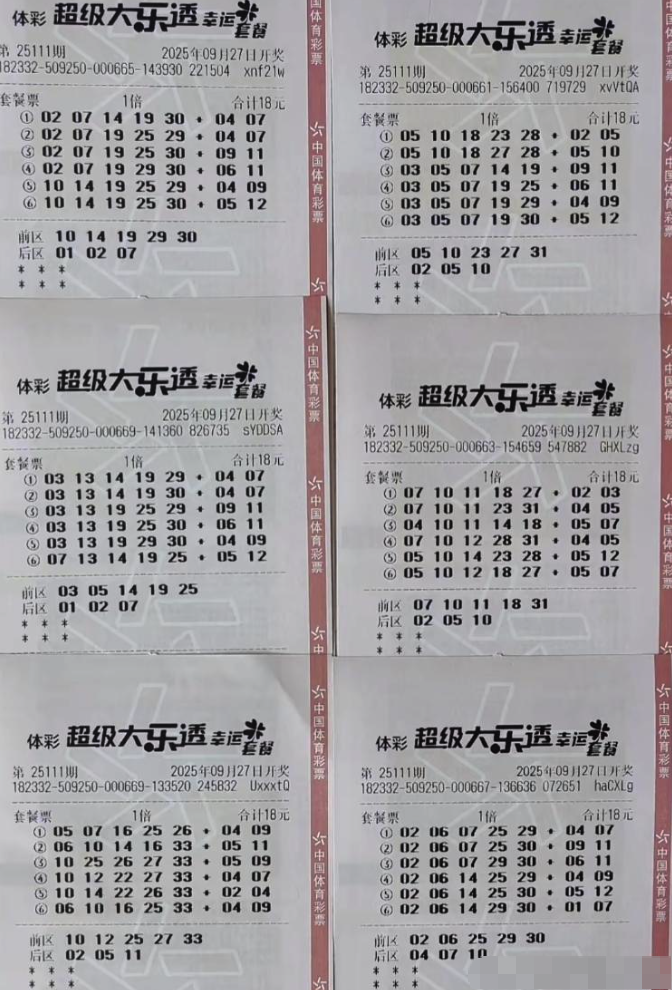 体彩 超级大乐透 幸运套餐
第 25111期 2025年09月27日开奖
182332-509250-000665-143930 221504 xnf21w
套餐票 1倍 合计18元
① 02 07 14 19 30 + 04 07
② 02 07 19 25 29 + 04 07
③ 02 07 19 25 30 + 09 11
④ 02 07 19 29 30 + 06 11
⑤ 10 14 19 25 29 + 04 09
⑥ 10 14 19 25 30 + 05 12
前区 10 14 19 29 30
后区 01 02 07
* * *
* * *
中国体育彩票
体彩 超级大乐透 幸运套餐
第 25111期 2025年09月27日开奖
182332-509250-000661-156400 719729 xvVtQA
套餐票 1倍 合计18元
① 05 10 18 23 28 + 02 05
② 05 10 18 27 28 + 05 10
③ 03 05 07 14 19 + 09 11
④ 03 05 07 19 25 + 06 11
⑤ 03 05 07 19 29 + 04 09
⑥ 03 05 07 19 30 + 05 12
前区 05 10 23 27 31
后区 02 05 10
* * *
* * *
中国体育彩票
体彩 超级大乐透 幸运套餐
第 25111期 2025年09月27日开奖
182332-509250-000669-141360 826735 sYDDSA
套餐票 1倍 合计18元
① 03 13 14 19 29 + 04 07
② 03 13 14 19 30 + 04 07
③ 03 13 19 25 29 + 09 11
④ 03 13 19 25 30 + 06 11
⑤ 03 13 19 29 30 + 04 09
⑥ 07 13 14 19 25 + 05 12
前区 03 05 14 19 25
后区 01 02 07
* * *
* * *
中国体育彩票
中国体育彩票
体彩 超级大乐透 幸运套餐
第 25111期 2025年09月27日开奖
182332-509250-000663-154659 547882 GHXLzg
套餐票 1倍 合计18元
① 07 10 11 18 27 + 02 03
② 07 10 11 23 31 + 04 05
③ 04 10 11 14 18 + 05 07
④ 07 10 12 28 31 + 04 05
⑤ 05 10 14 23 28 + 05 12
⑥ 05 10 12 18 27 + 05 07
前区 07 10 11 18 31
后区 02 05 10
* * *
* * *
中国体育彩票
中国体育彩票
体彩 超级大乐透 幸运套餐
第 25111期 2025年09月27日开奖
182332-509250-000669-133520 245832 UxxxtQ
套餐票 1倍 合计18元
① 05 07 16 25 26 + 04 09
② 06 10 14 16 33 + 05 11
③ 10 25 26 27 33 + 05 09
④ 10 12 22 27 33 + 04 07
⑤ 10 14 22 26 33 + 02 04
⑥ 06 10 16 25 33 + 04 09
前区 10 12 25 27 33
后区 02 05 11
* * *
* * *
中国体育彩票
中国体育彩票
体彩 超级大乐透 幸运套餐
第 25111期 2025年09月27日开奖
182332-509250-000667-136636 072651 haCXLg
套餐票 1倍 合计18元
① 02 06 07 25 29 + 04 07
② 02 06 07 25 30 + 09 11
③ 02 06 07 29 30 + 06 11
④ 02 06 14 25 29 + 04 09
⑤ 02 06 14 25 30 + 05 12
⑥ 02 06 14 29 30 + 01 07
前区 02 06 25 29 30
后区 04 07 10
* * *
* * *
中国体育彩票
中国体育彩票